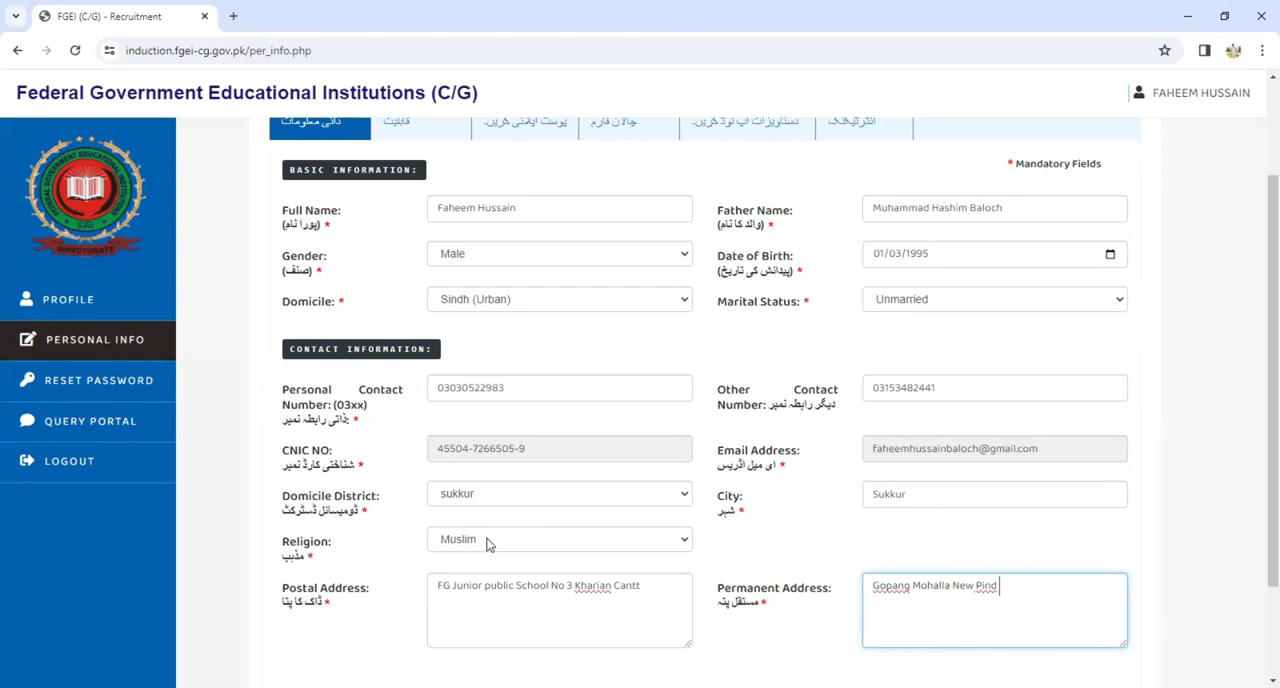 FGEI (C/G) - Recruitment
induction.fgei-cg.gov.pk/per_info.php
Federal Government Educational Institutions (C/G)
FAHEEM HUSSAIN
ذاتی معلومات
قابلیت
پوسٹ اپلائی کریں۔
چالان فارم
دستاویزات اپ لوڈ کریں۔
PROFILE
PERSONAL INFO
RESET PASSWORD
QUERY PORTAL
LOGOUT
BASIC INFORMATION:
* Mandatory Fields
Full Name: Faheem Hussain
(پورا نام) *
Father Name: Muhammad Hashim Baloch
(والد کا نام) *
Gender: Male
(صنف) *
Date of Birth: 01/03/1995
(پیدائش کی تاریخ) *
Domicile: * Sindh (Urban)
Marital Status: * Unmarried
CONTACT INFORMATION:
Personal Contact 03030522983
Number: (03xx)
ذاتی رابطہ نمبر: *
Other Contact 03153482441
Number: دیگر رابطہ نمبر
CNIC NO: 45504-7266505-9
شناختی کارڈ نمبر *
Email Address: faheemhussainbaloch@gmail.com
ای میل اڈریس *
Domicile District: sukkur
ڈومیسائل ڈسٹرکٹ *
City: Sukkur
شہر *
Religion: Muslim
مذہب *
Postal Address: FG Junior public School No 3 Kharian Cantt
ڈاک کا پتا *
Permanent Address: Gopang Mohalla New Pind
مستقل پتہ *